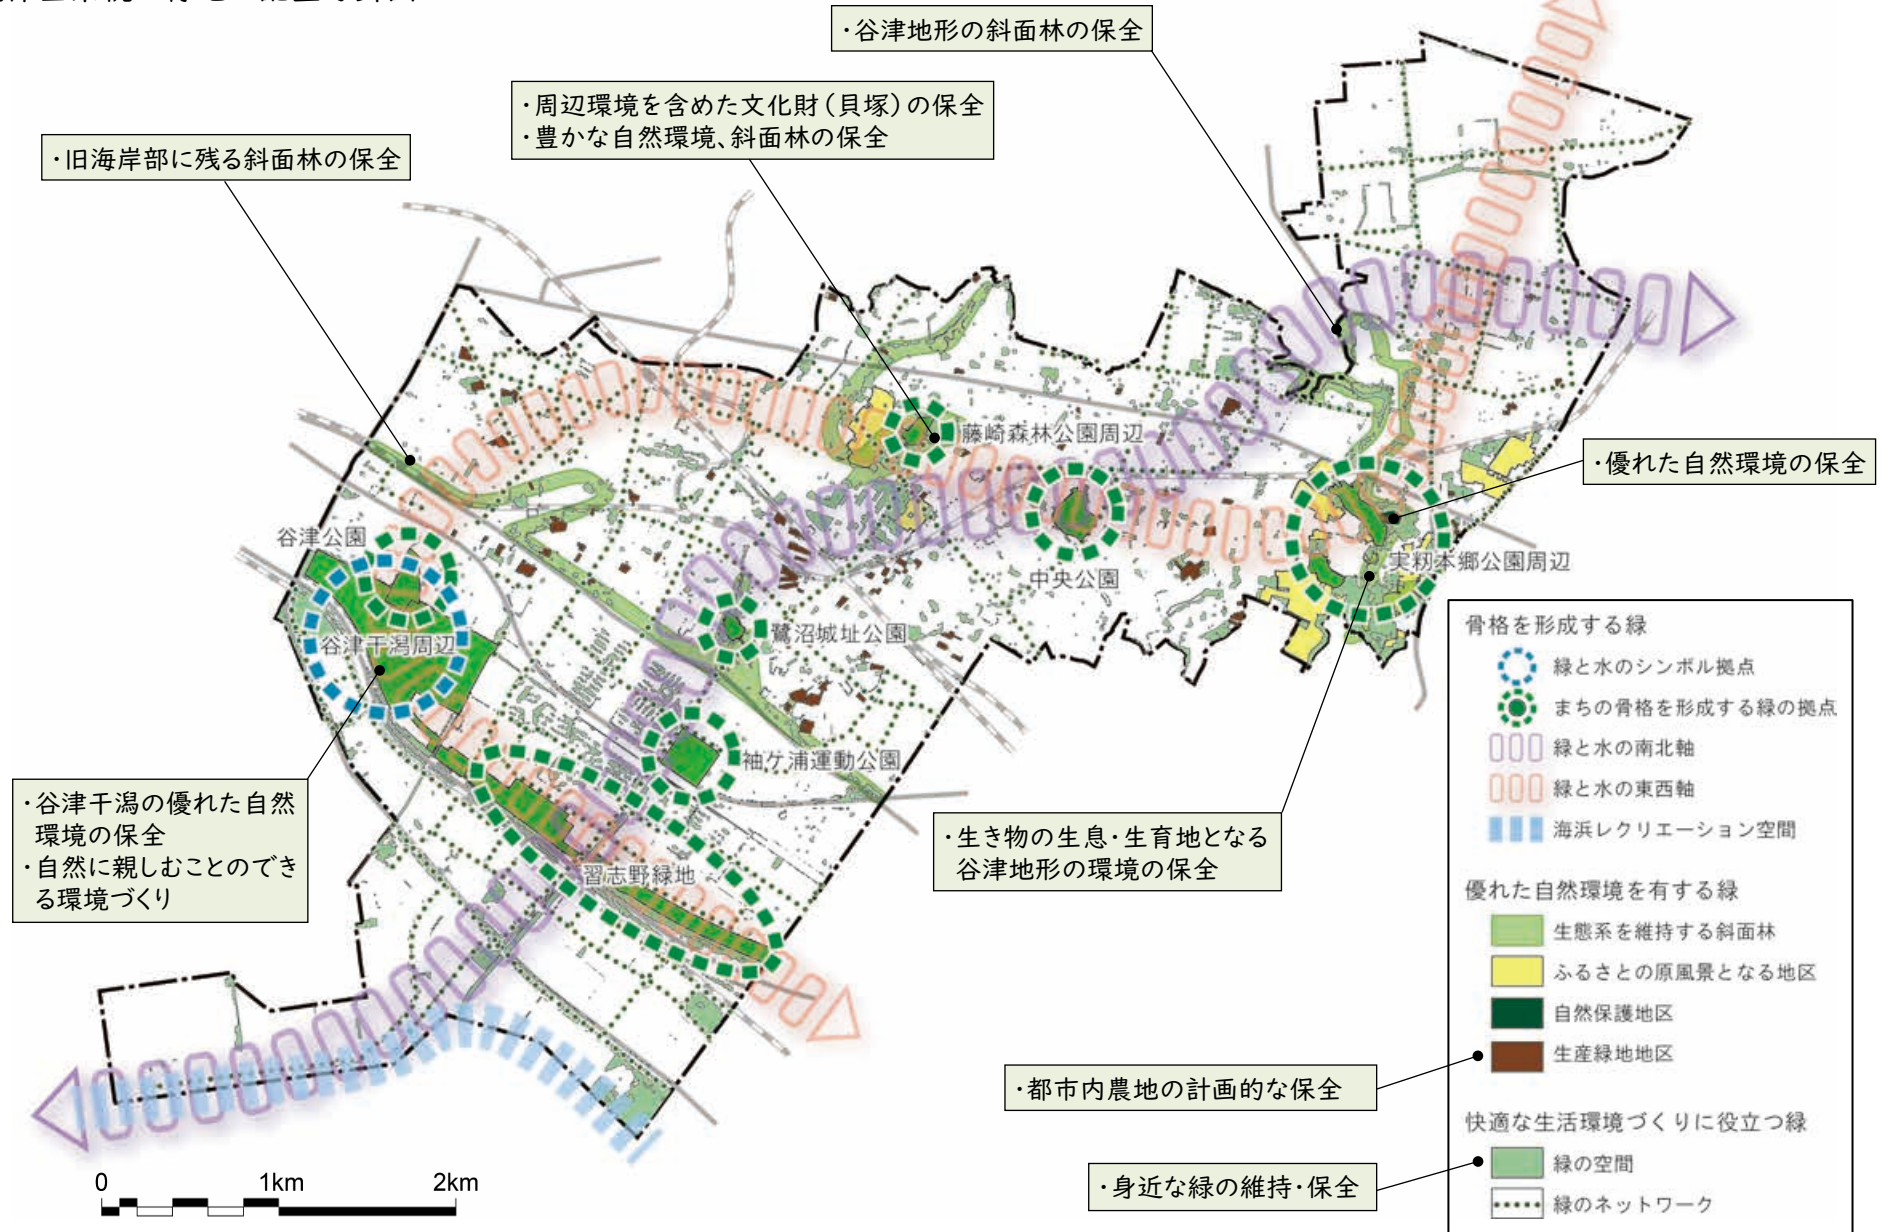 ・谷津地形の斜面林の保全
・周辺環境を含めた文化財(貝塚)の保全
・豊かな自然環境、斜面林の保全
・旧海岸部に残る斜面林の保全
藤崎森林公園周辺
・優れた自然環境の保全
谷津公園
中央公園
実籾本郷公園周辺
谷津干潟周辺
鷺沼城址公園
袖ケ浦運動公園
・谷津干潟の優れた自然
環境の保全
・自然に親しむことのでき
る環境づくり
・生き物の生息・生育地となる
谷津地形の環境の保全
習志野緑地
骨格を形成する緑
緑と水のシンボル拠点
まちの骨格を形成する緑の拠点
緑と水の南北軸
緑と水の東西軸
海浜レクリエーション空間
優れた自然環境を有する緑
生態系を維持する斜面林
ふるさとの原風景となる地区
自然保護地区
生産緑地地区
・都市内農地の計画的な保全
快適な生活環境づくりに役立つ緑
緑の空間
緑のネットワーク
・身近な緑の維持・保全
0 1km 2km